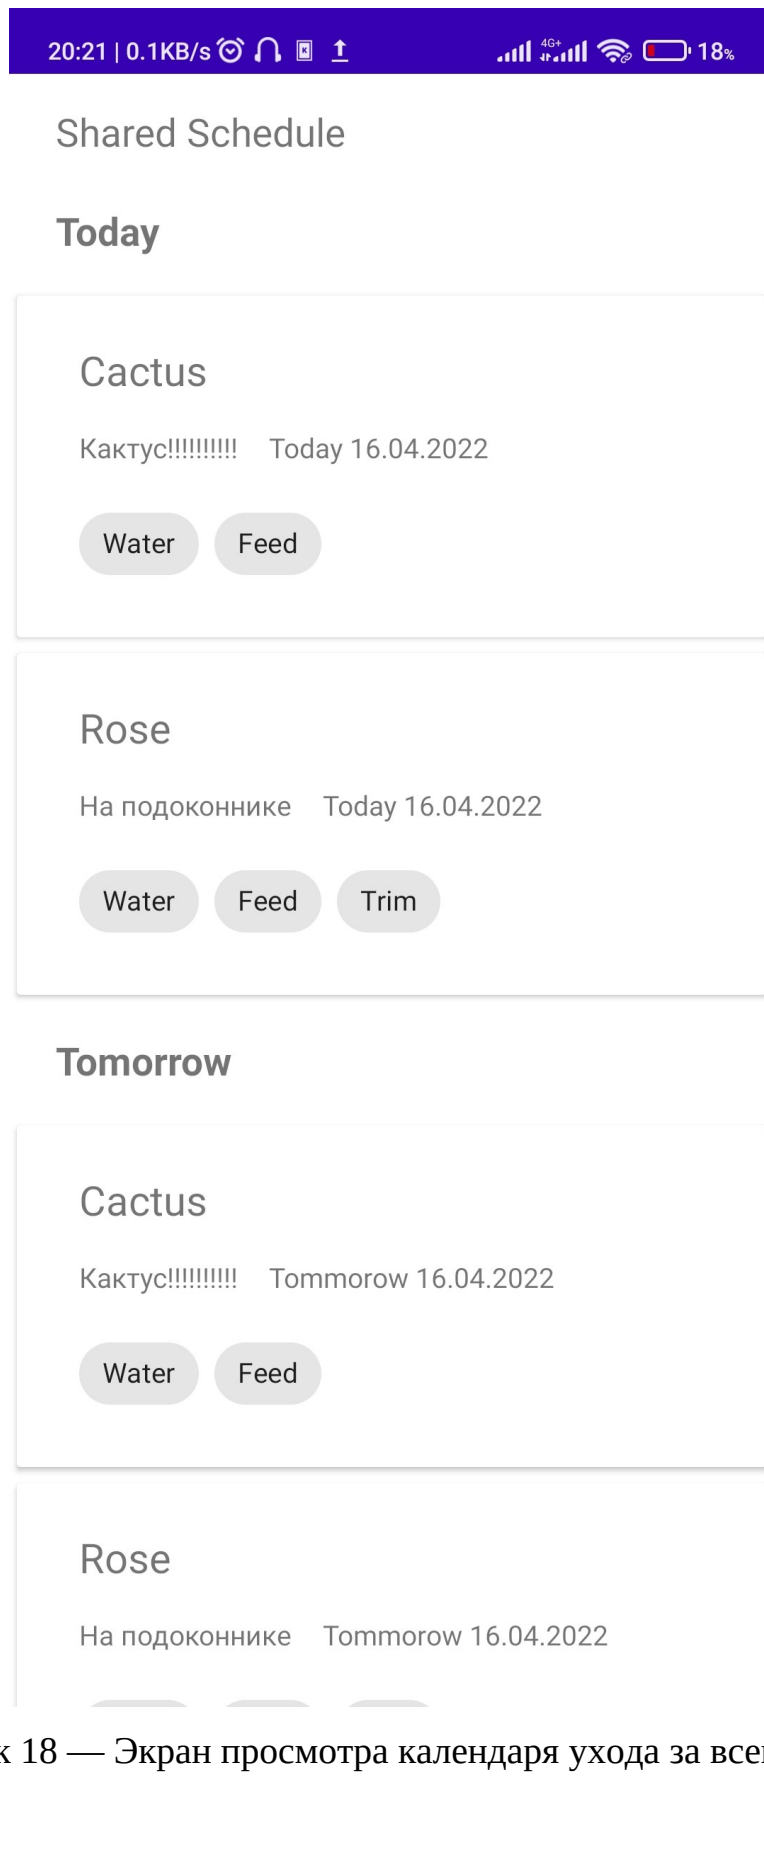 20:21 | 0.1KB/s 4G+ 18%
Shared Schedule
Today
Cactus
Кактус!!!!!!!!!! Today 16.04.2022
Water Feed
Rose
На подоконнике Today 16.04.2022
Water Feed Trim
Tomorrow
Cactus
Кактус!!!!!!!!!! Tommorow 16.04.2022
Water Feed
Rose
На подоконнике Tommorow 16.04.2022
к 18 — Экран просмотра календаря ухода за все